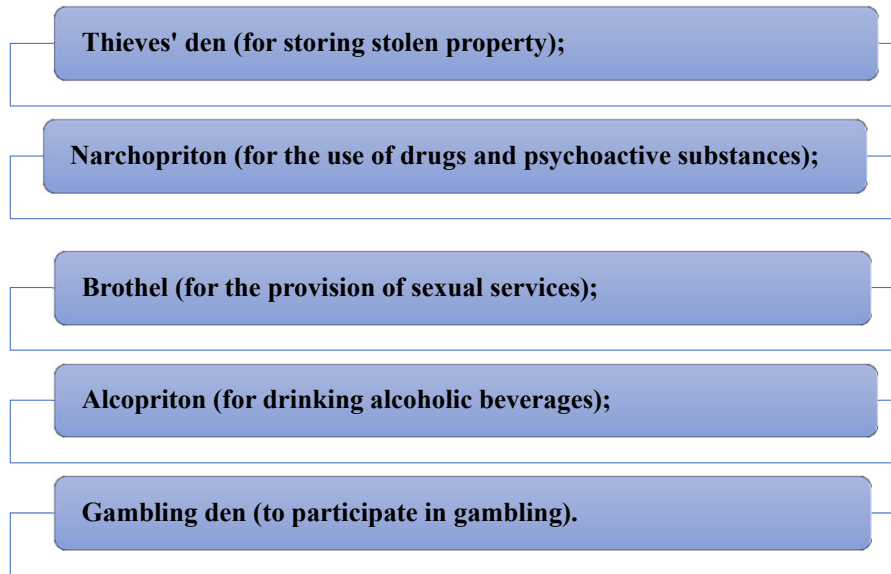 Thieves' den (for storing stolen property);
Narchopriton (for the use of drugs and psychoactive substances);
Brothel (for the provision of sexual services);
Alcopriton (for drinking alcoholic beverages);
Gambling den (to participate in gambling).